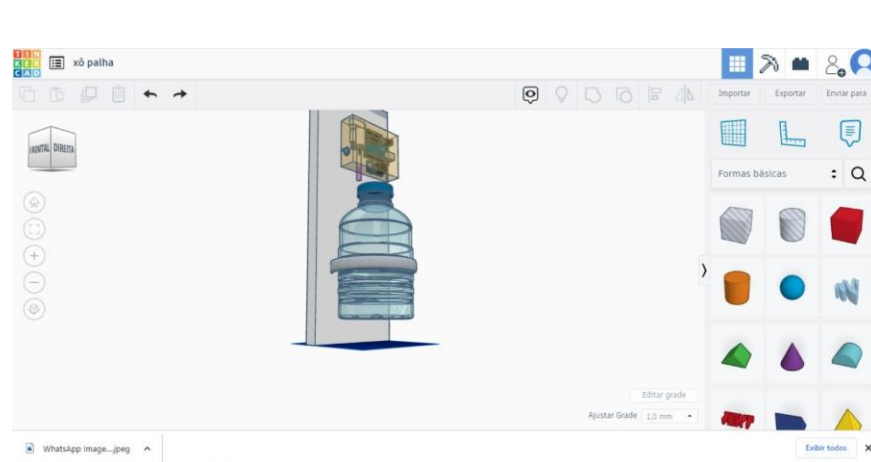 TIN
KER
CAD
xô palha
Importar
Exportar
Enviar para
FRONTAL
DIREITA
Formas básicas
TEXT
Editar grade
Ajustar Grade
1,0 mm
WhatsApp Image....jpeg
Exibir todos